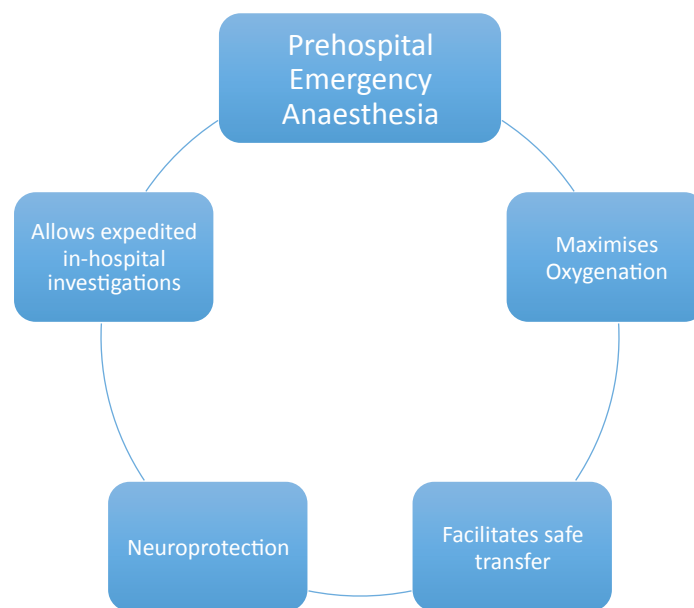 Prehospital
Emergency
Anaesthesia
Maximises
Oxygenation
Facilitates safe
transfer
Neuroprotection
Allows expedited
in-hospital
investigations